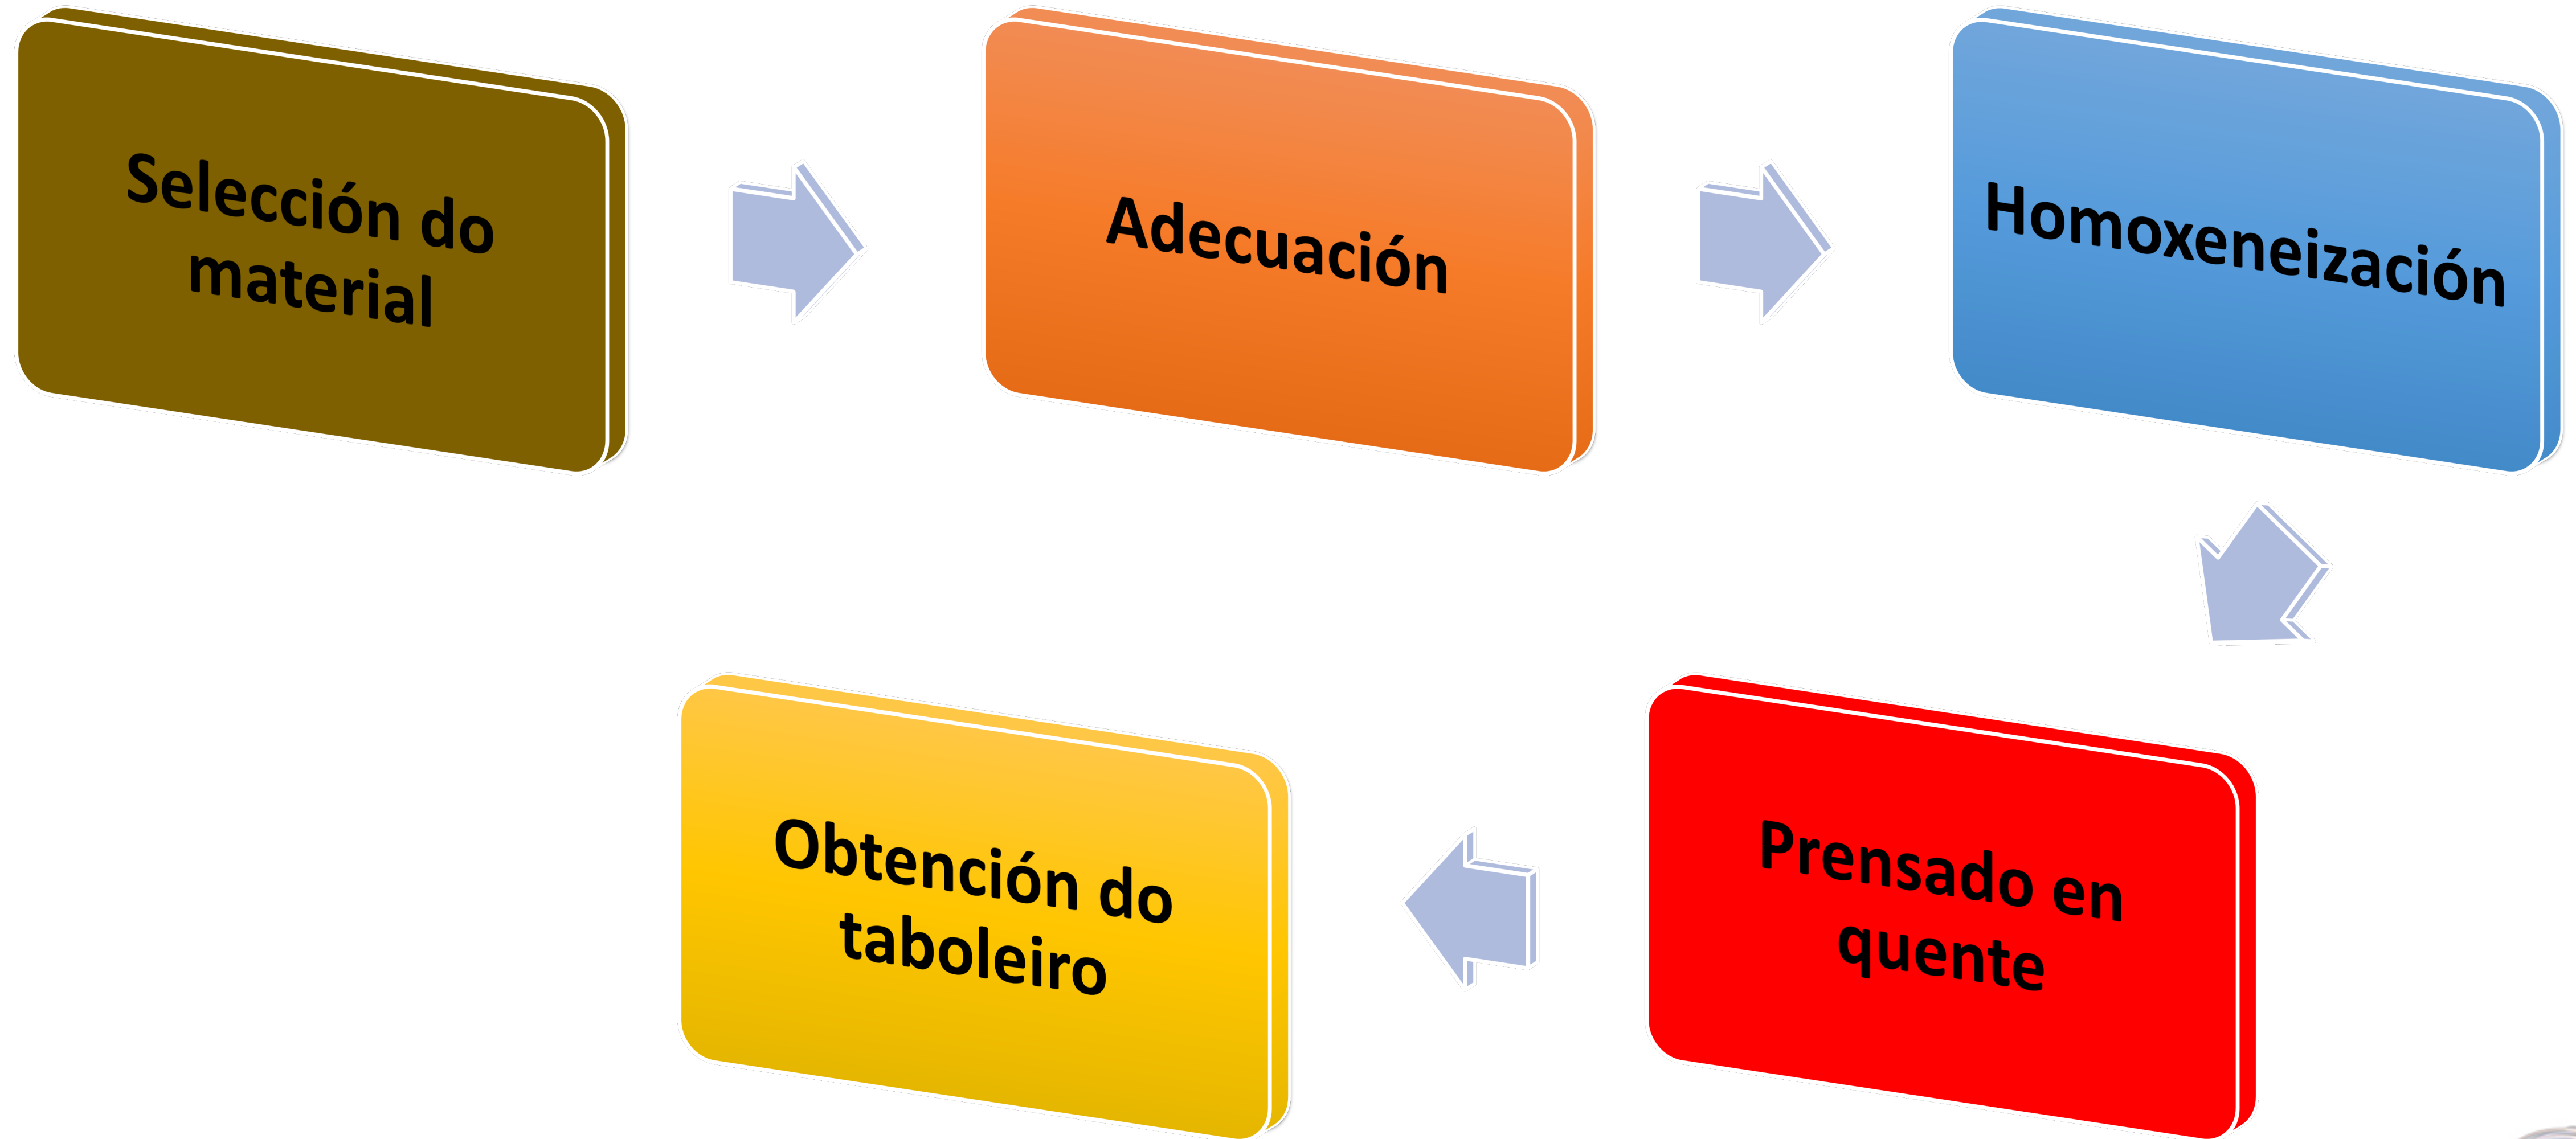 Selección do
material
Adecuación
Homoxeneización
Prensado en
quente
Obtención do
taboleiro